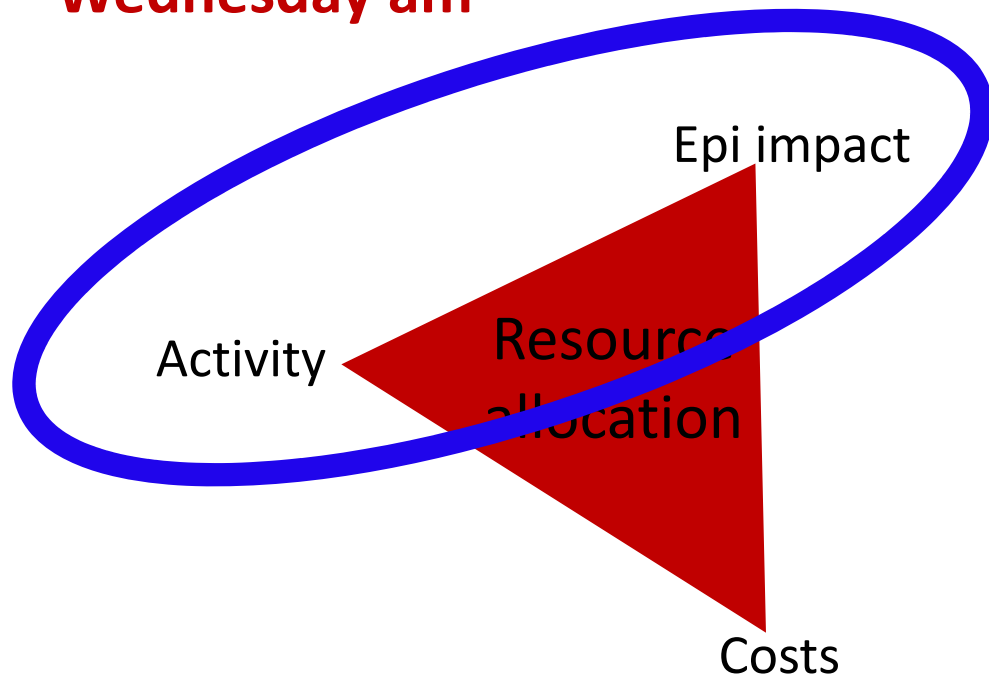 Wednesday am
Epi impact
Activity
Resource
allocation
Costs